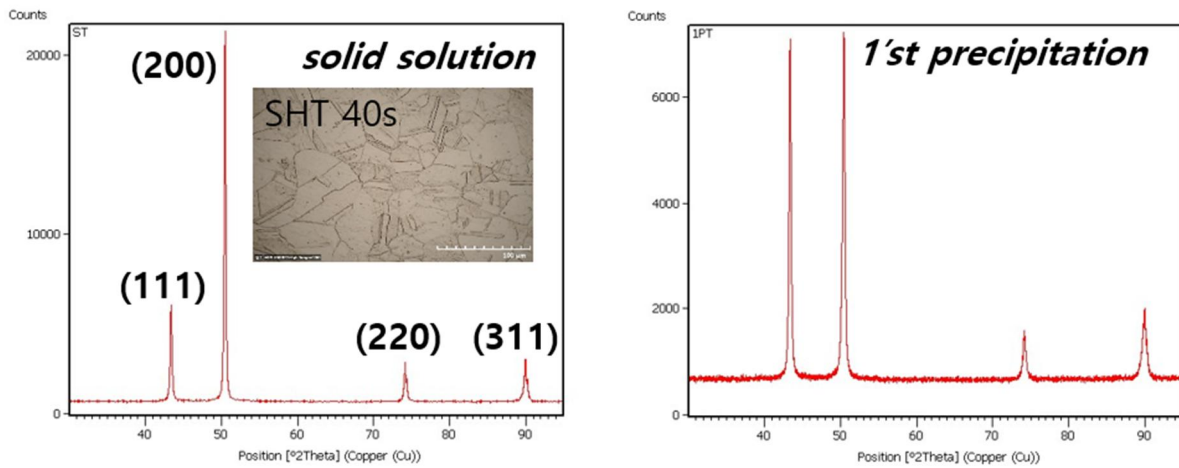 Counts
ST
20000
10000
0
(200)
solid solution
SHT 40s
(111)
(220)
(311)
40 50 60 70 80 90
Position [°2Theta] (Copper (Cu))
Counts
1PT
1′st precipitation
6000
4000
2000
0
40 50 60 70 80 90
Position [°2Theta] (Copper (Cu))